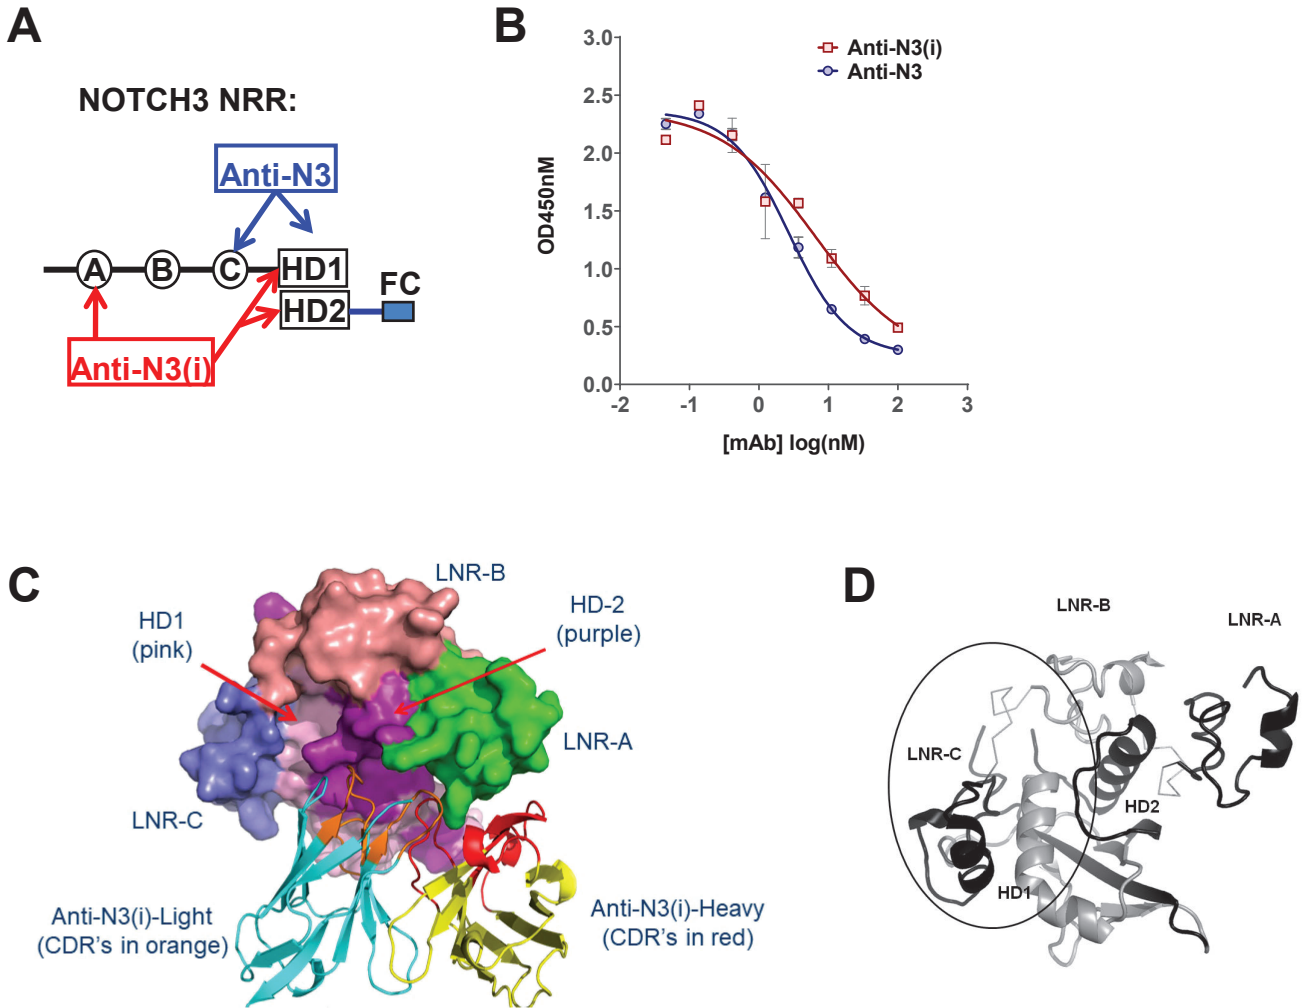 A
NOTCH3 NRR:
Anti-N3
A
B
C
HD1
HD2
FC
Anti-N3(i)
B
Anti-N3(i)
Anti-N3
OD450nM
3.0
2.5
2.0
1.5
1.0
0.5
0.0
-2
-1
0
1
2
3
[mAb] log(nM)
C
LNR-B
HD1
(pink)
HD-2
(purple)
LNR-A
LNR-C
Anti-N3(i)-Light
(CDR's in orange)
Anti-N3(i)-Heavy
(CDR's in red)
D
LNR-B
LNR-A
LNR-C
HD2
HD1